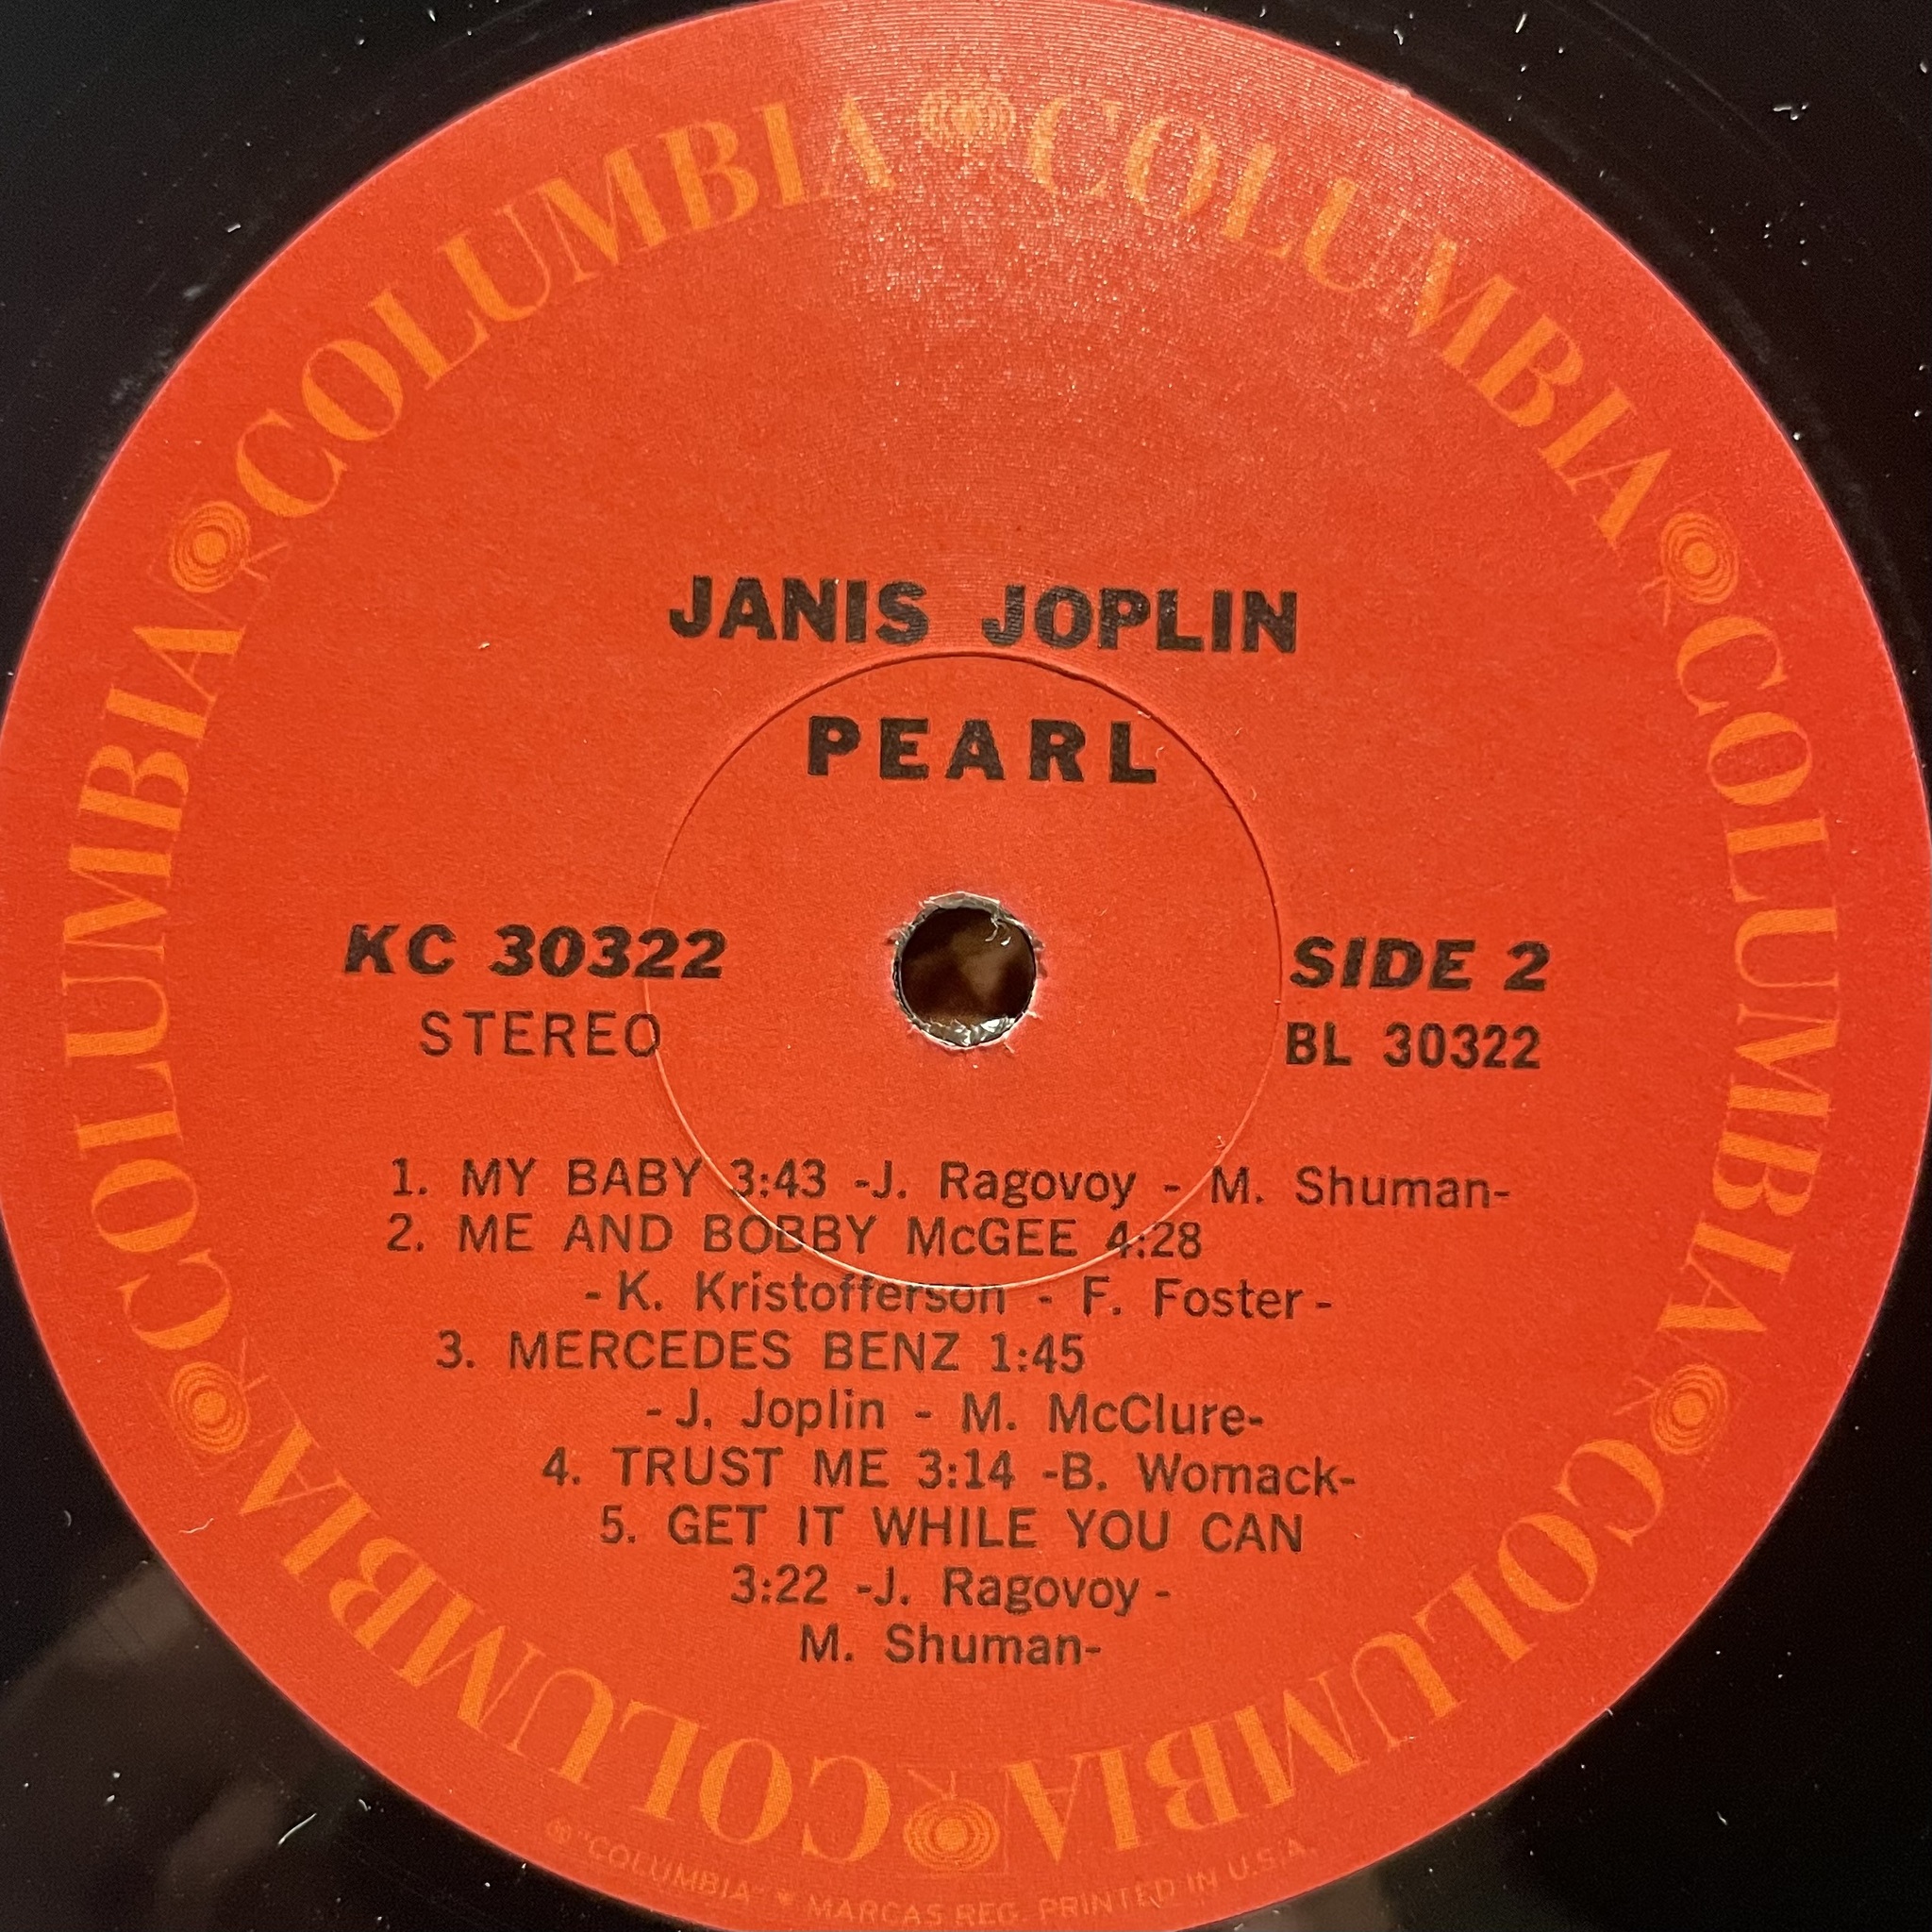 COLUMBIA COLUMBIA COLUMBIA COLUMBIA COLUMBIA COLUMBIA
JANIS JOPLIN
PEARL
KC 30322
STEREO
SIDE 2
BL 30322
1. MY BABY 3:43 -J. Ragovoy - M. Shuman-
2. ME AND BOBBY McGEE 4:28
- K. Kristofferson - F. Foster -
3. MERCEDES BENZ 1:45
- J. Joplin - M. McClure-
4. TRUST ME 3:14 -B. Womack-
5. GET IT WHILE YOU CAN
3:22 -J. Ragovoy -
M. Shuman-
"COLUMBIA" MARCAS REG. PRINTED IN U.S.A.